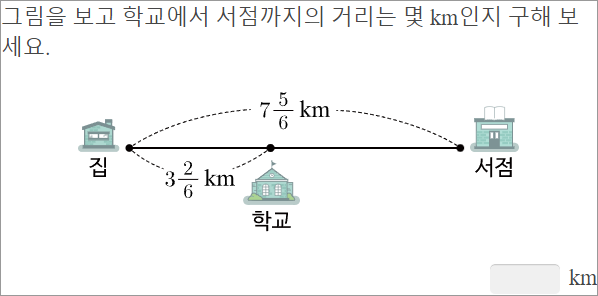 그림을 보고 학교에서 서점까지의 거리는 몇 km인지 구해 보
세요.
7 5/6 km
집
서점
3 2/6 km
학교
km